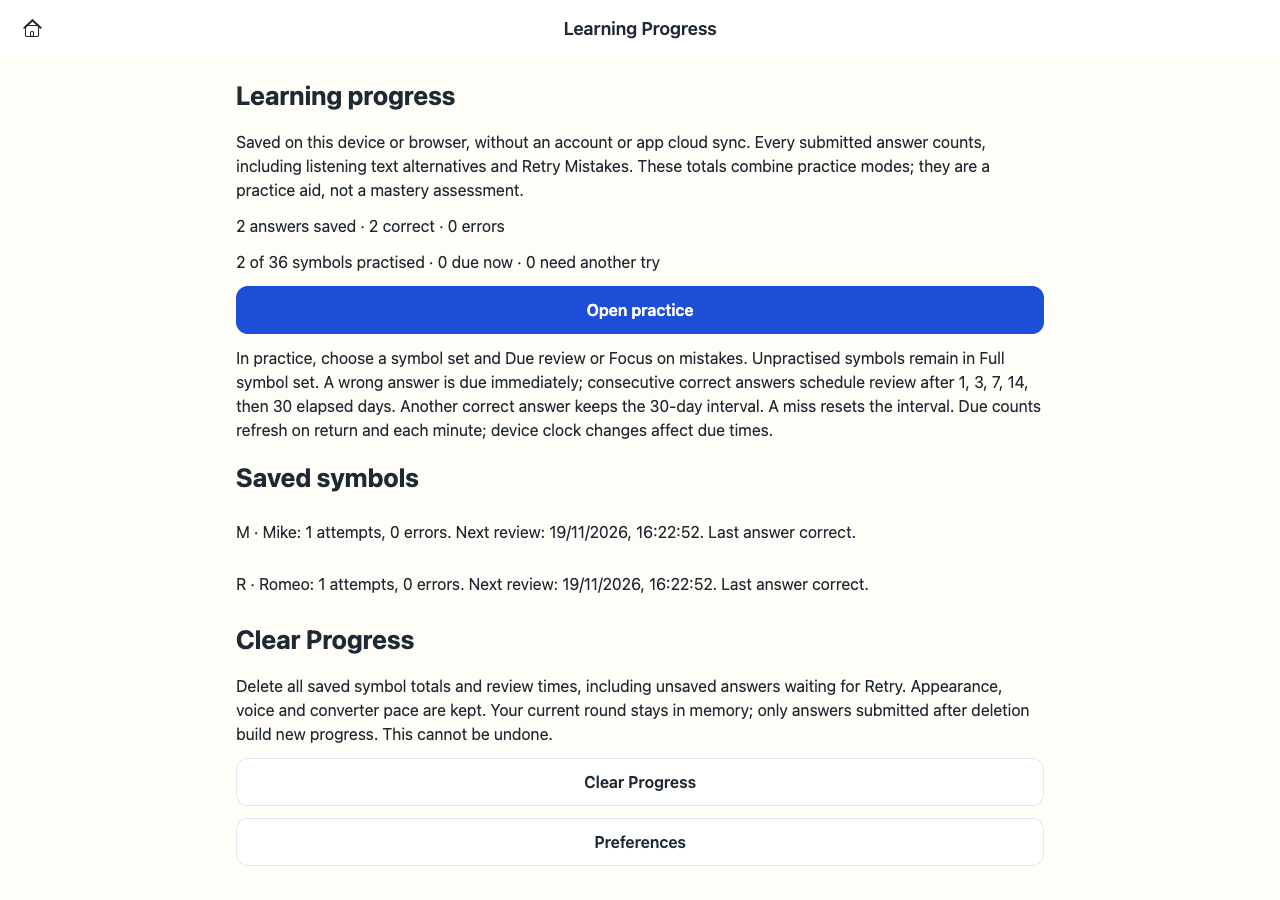 Learning Progress
Learning progress
Saved on this device or browser, without an account or app cloud sync. Every submitted answer counts,
including listening text alternatives and Retry Mistakes. These totals combine practice modes; they are a
practice aid, not a mastery assessment.
2 answers saved · 2 correct · 0 errors
2 of 36 symbols practised · 0 due now · 0 need another try
Open practice
In practice, choose a symbol set and Due review or Focus on mistakes. Unpractised symbols remain in Full
symbol set. A wrong answer is due immediately; consecutive correct answers schedule review after 1, 3, 7, 14,
then 30 elapsed days. Another correct answer keeps the 30-day interval. A miss resets the interval. Due counts
refresh on return and each minute; device clock changes affect due times.
Saved symbols
M · Mike: 1 attempts, 0 errors. Next review: 19/11/2026, 16:22:52. Last answer correct.
R · Romeo: 1 attempts, 0 errors. Next review: 19/11/2026, 16:22:52. Last answer correct.
Clear Progress
Delete all saved symbol totals and review times, including unsaved answers waiting for Retry. Appearance,
voice and converter pace are kept. Your current round stays in memory; only answers submitted after deletion
build new progress. This cannot be undone.
Clear Progress
Preferences